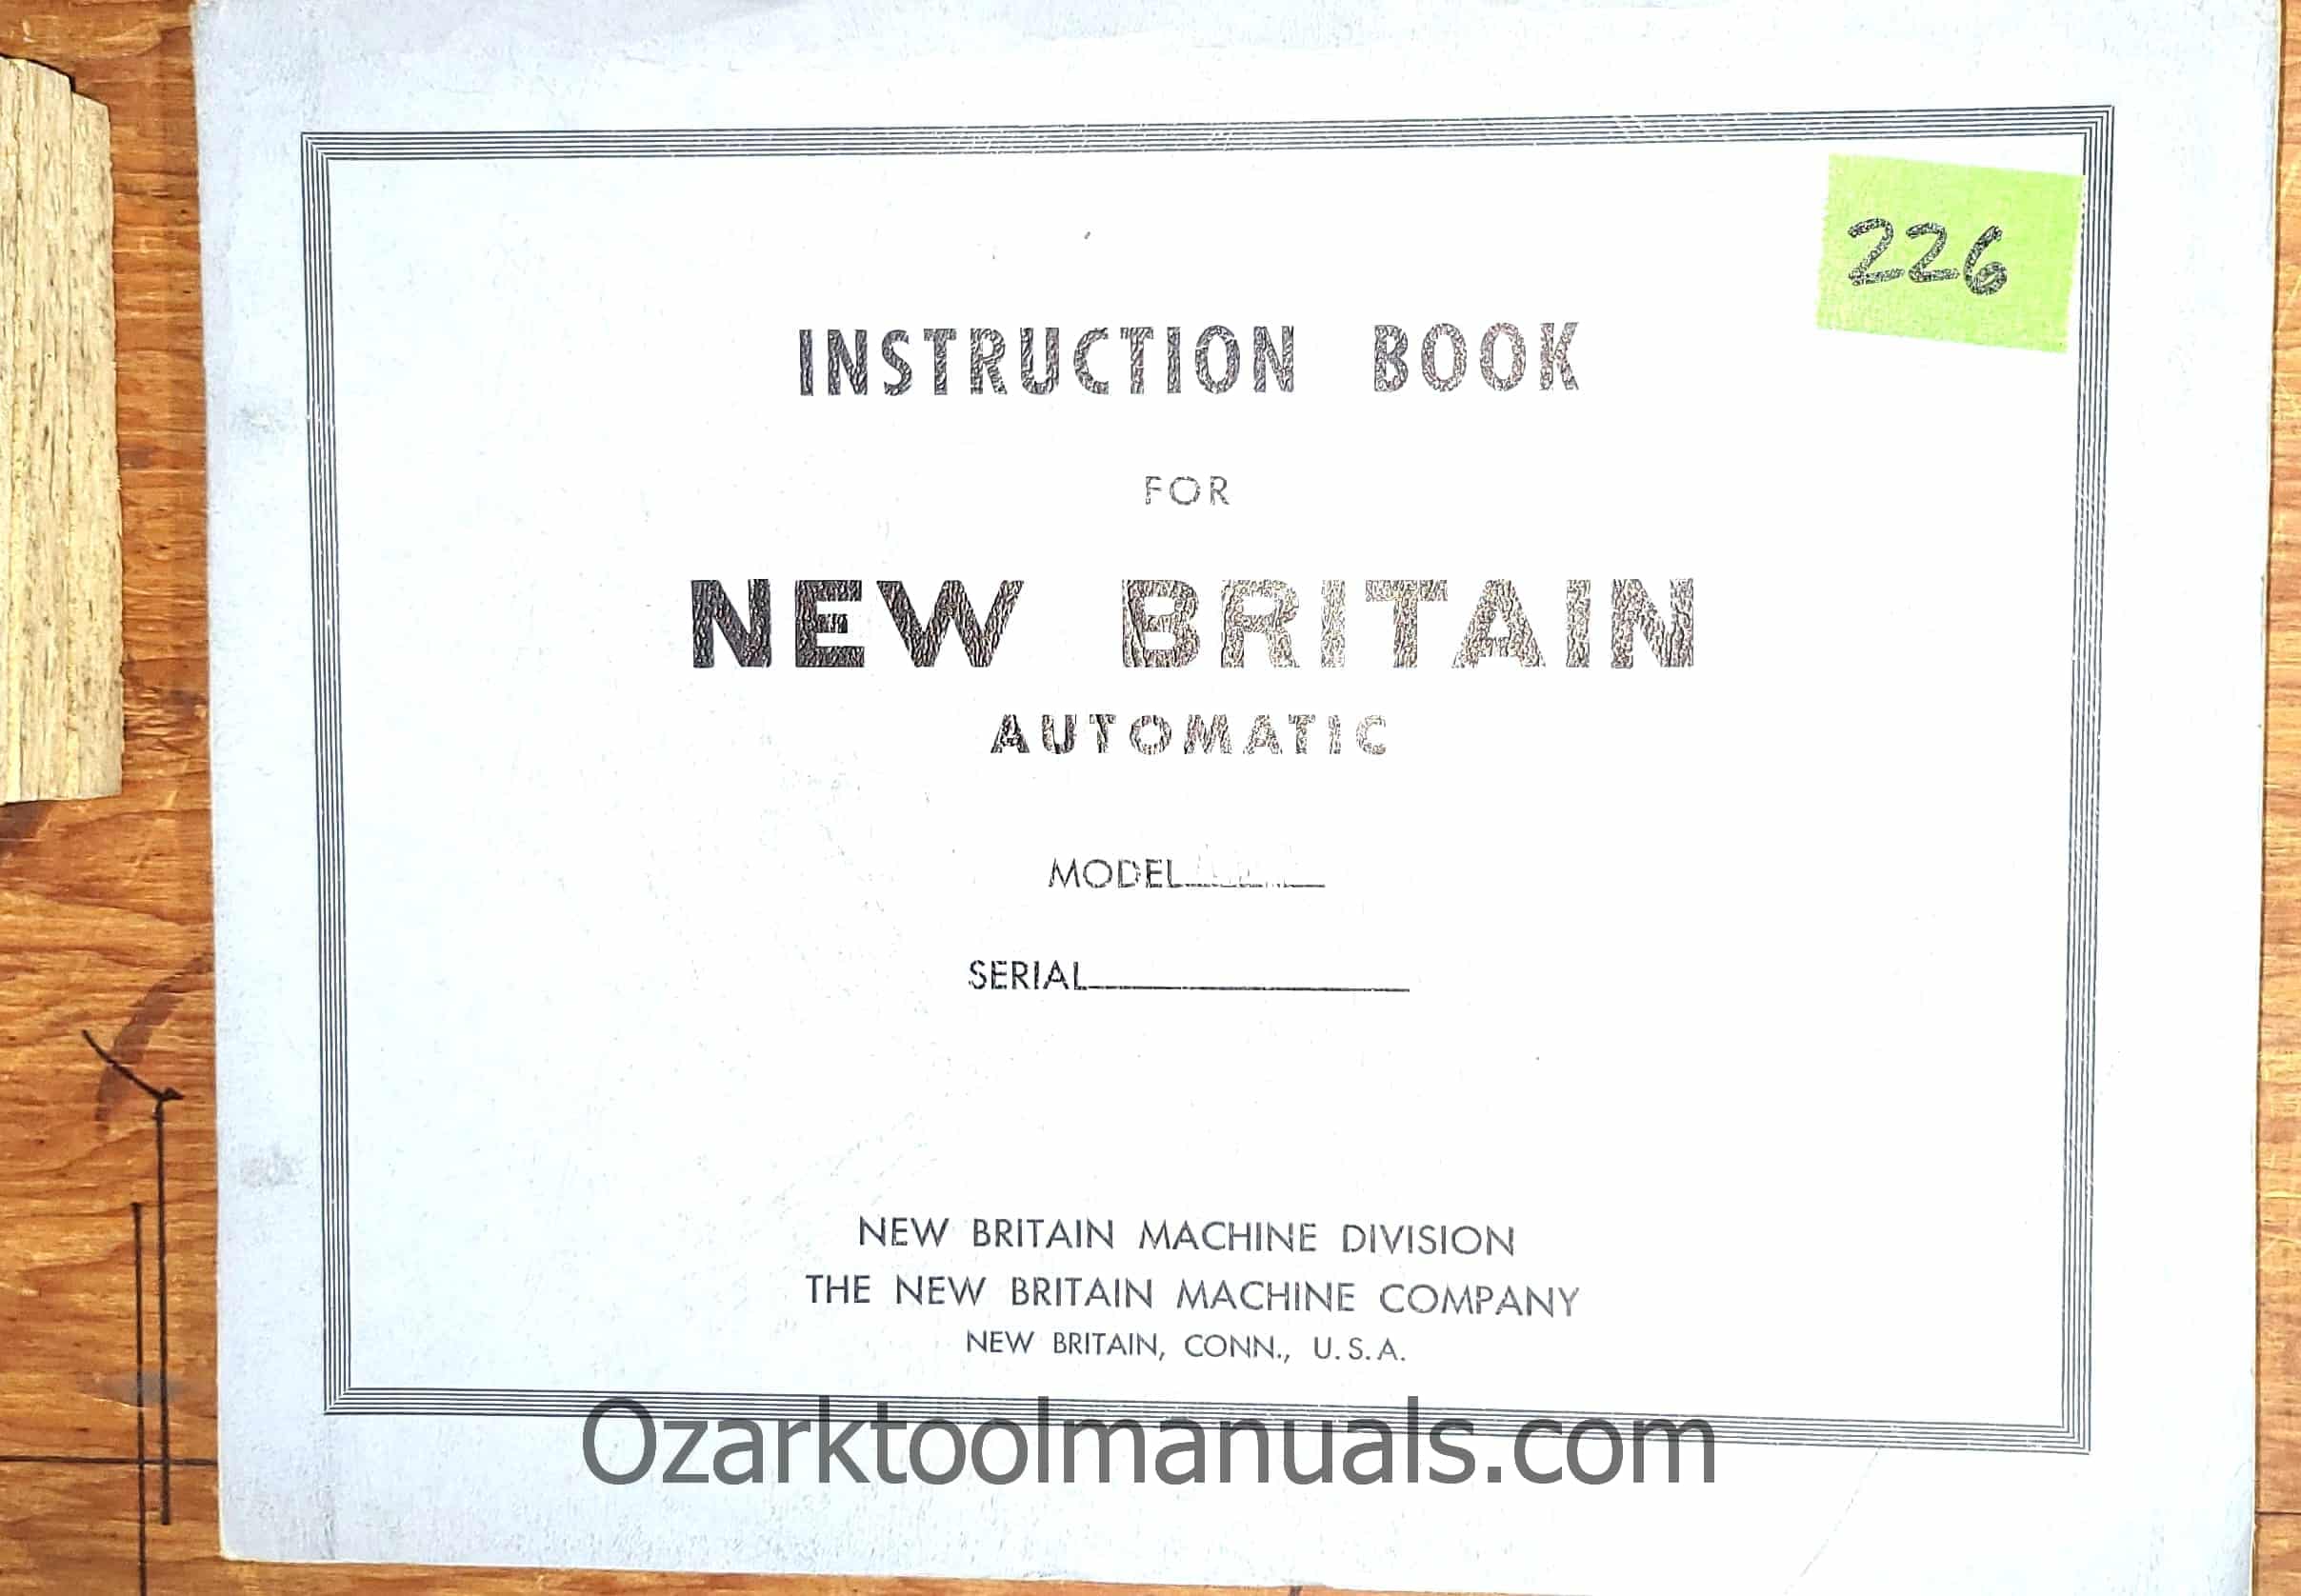 226
INSTRUCTION BOOK
FOR
NEW BRITAIN
AUTOMATIC
MODEL
SERIAL
NEW BRITAIN MACHINE DIVISION
THE NEW BRITAIN MACHINE COMPANY
NEW BRITAIN, CONN., U.S.A.
Ozarktoolmanuals.com